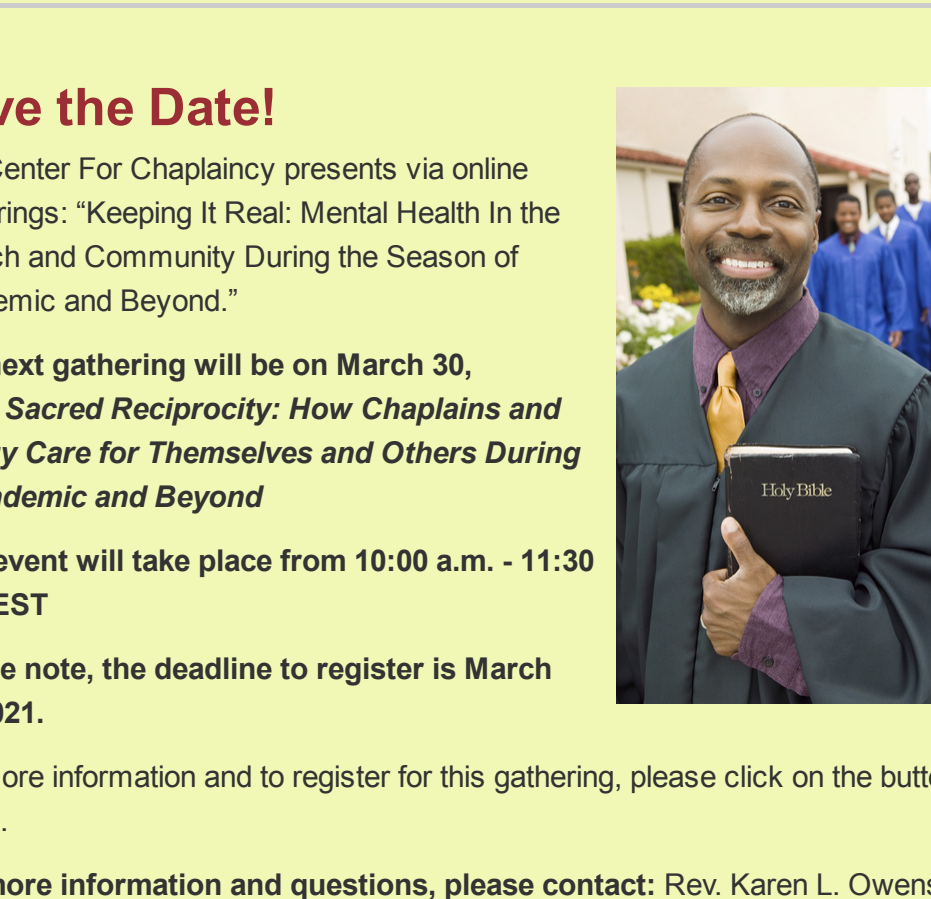 ve the Date!
Center For Chaplaincy presents via online
rings: “Keeping It Real: Mental Health In the
ch and Community During the Season of
emic and Beyond.”
next gathering will be on March 30,
Sacred Reciprocity: How Chaplains and
y Care for Themselves and Others During
ndemic and Beyond
event will take place from 10:00 a.m. - 11:30
EST
e note, the deadline to register is March
021.
ore information and to register for this gathering, please click on the butt
.
more information and questions, please contact: Rev. Karen L. Owens
Holy Bible